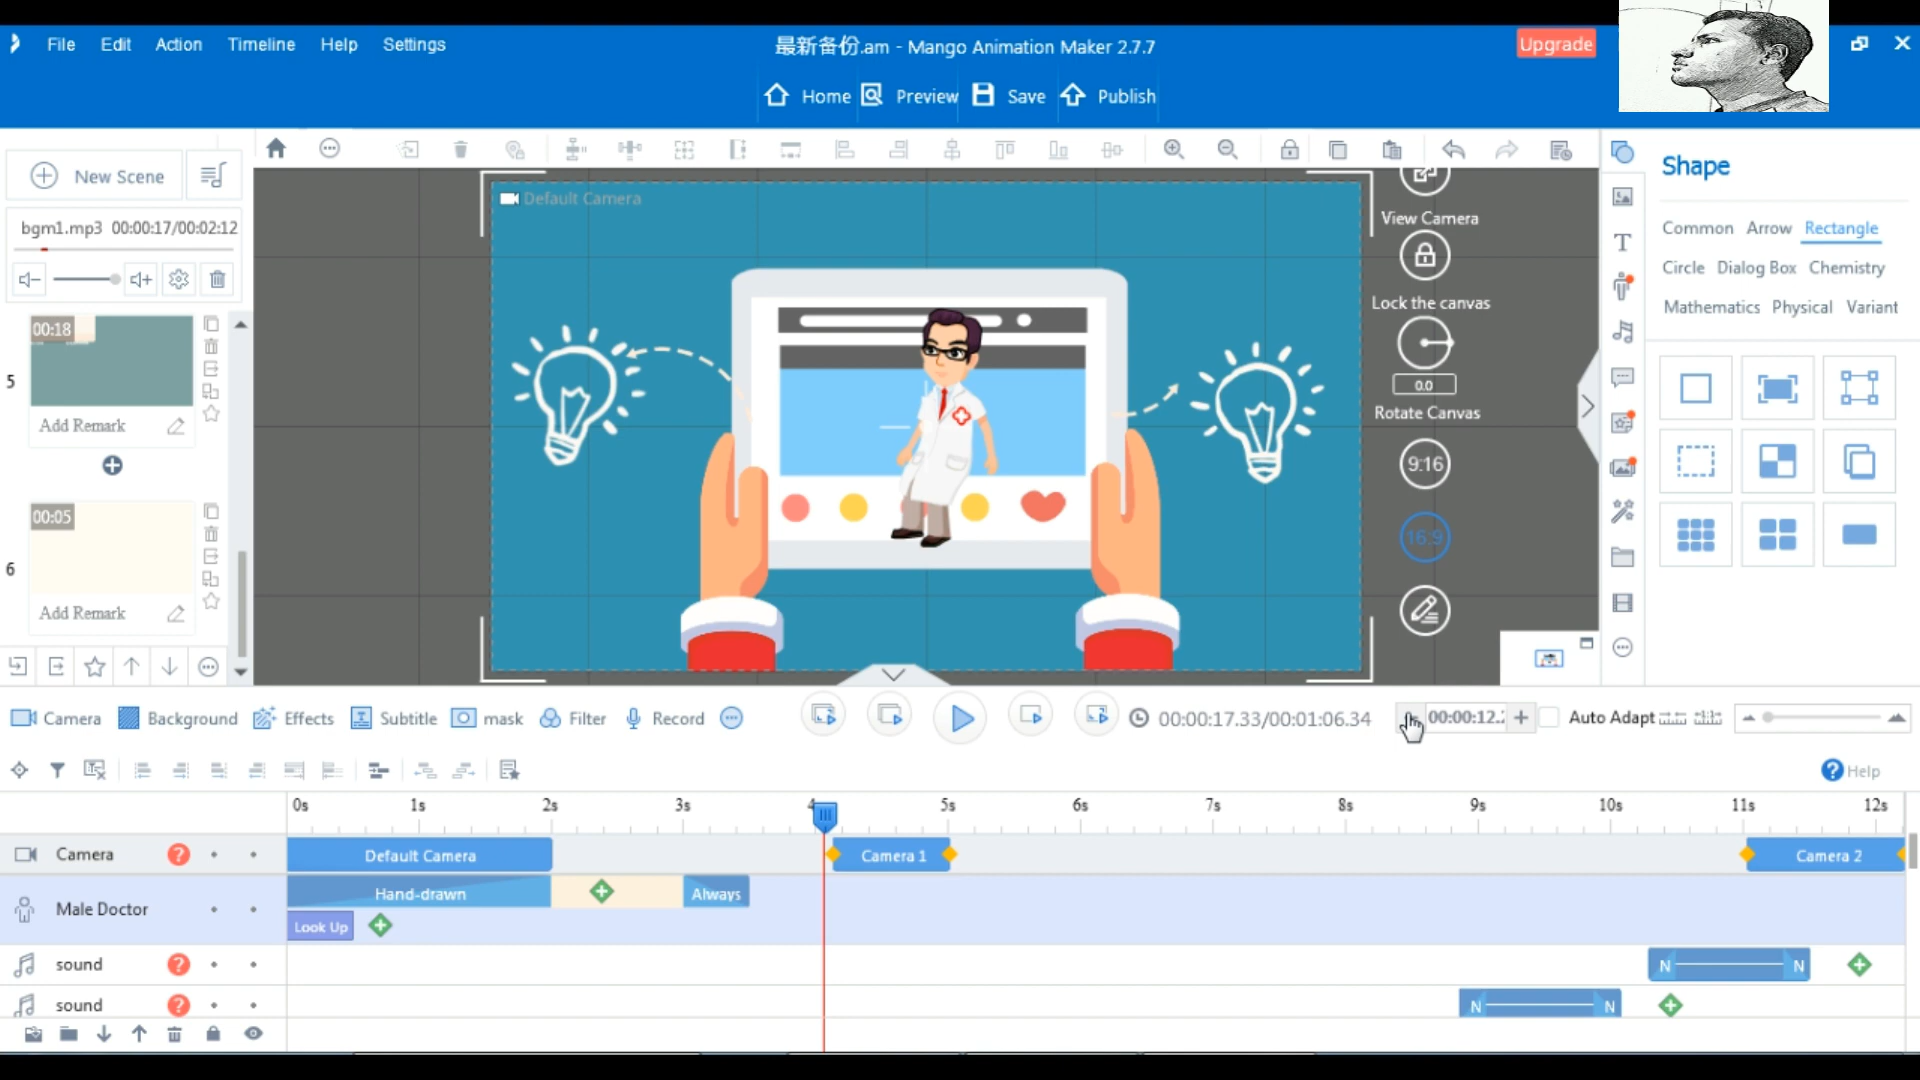 File Edit Action Timeline Help Settings
最新备份.am - Mango Animation Maker 2.7.7
Upgrade
Home Preview Save Publish
New Scene
bgm1.mp3 00:00:17/00:02:12
00:18
5
Add Remark
00:05
6
Add Remark
Default Camera
View Camera
Lock the canvas
0.0
Rotate Canvas
9:16
16:9
Shape
Common Arrow Rectangle
Circle Dialog Box Chemistry
Mathematics Physical Variant
Camera Background Effects Subtitle mask Filter Record
00:00:17.33/00:01:06.34
00:00:12.
Auto Adapt
Help
0s 1s 2s 3s 4 5s 6s 7s 8s 9s 10s 11s 12s
Camera ? Default Camera Camera 1 Camera 2
Male Doctor Hand-drawn Always
Look Up
sound ? N N
sound ? N N